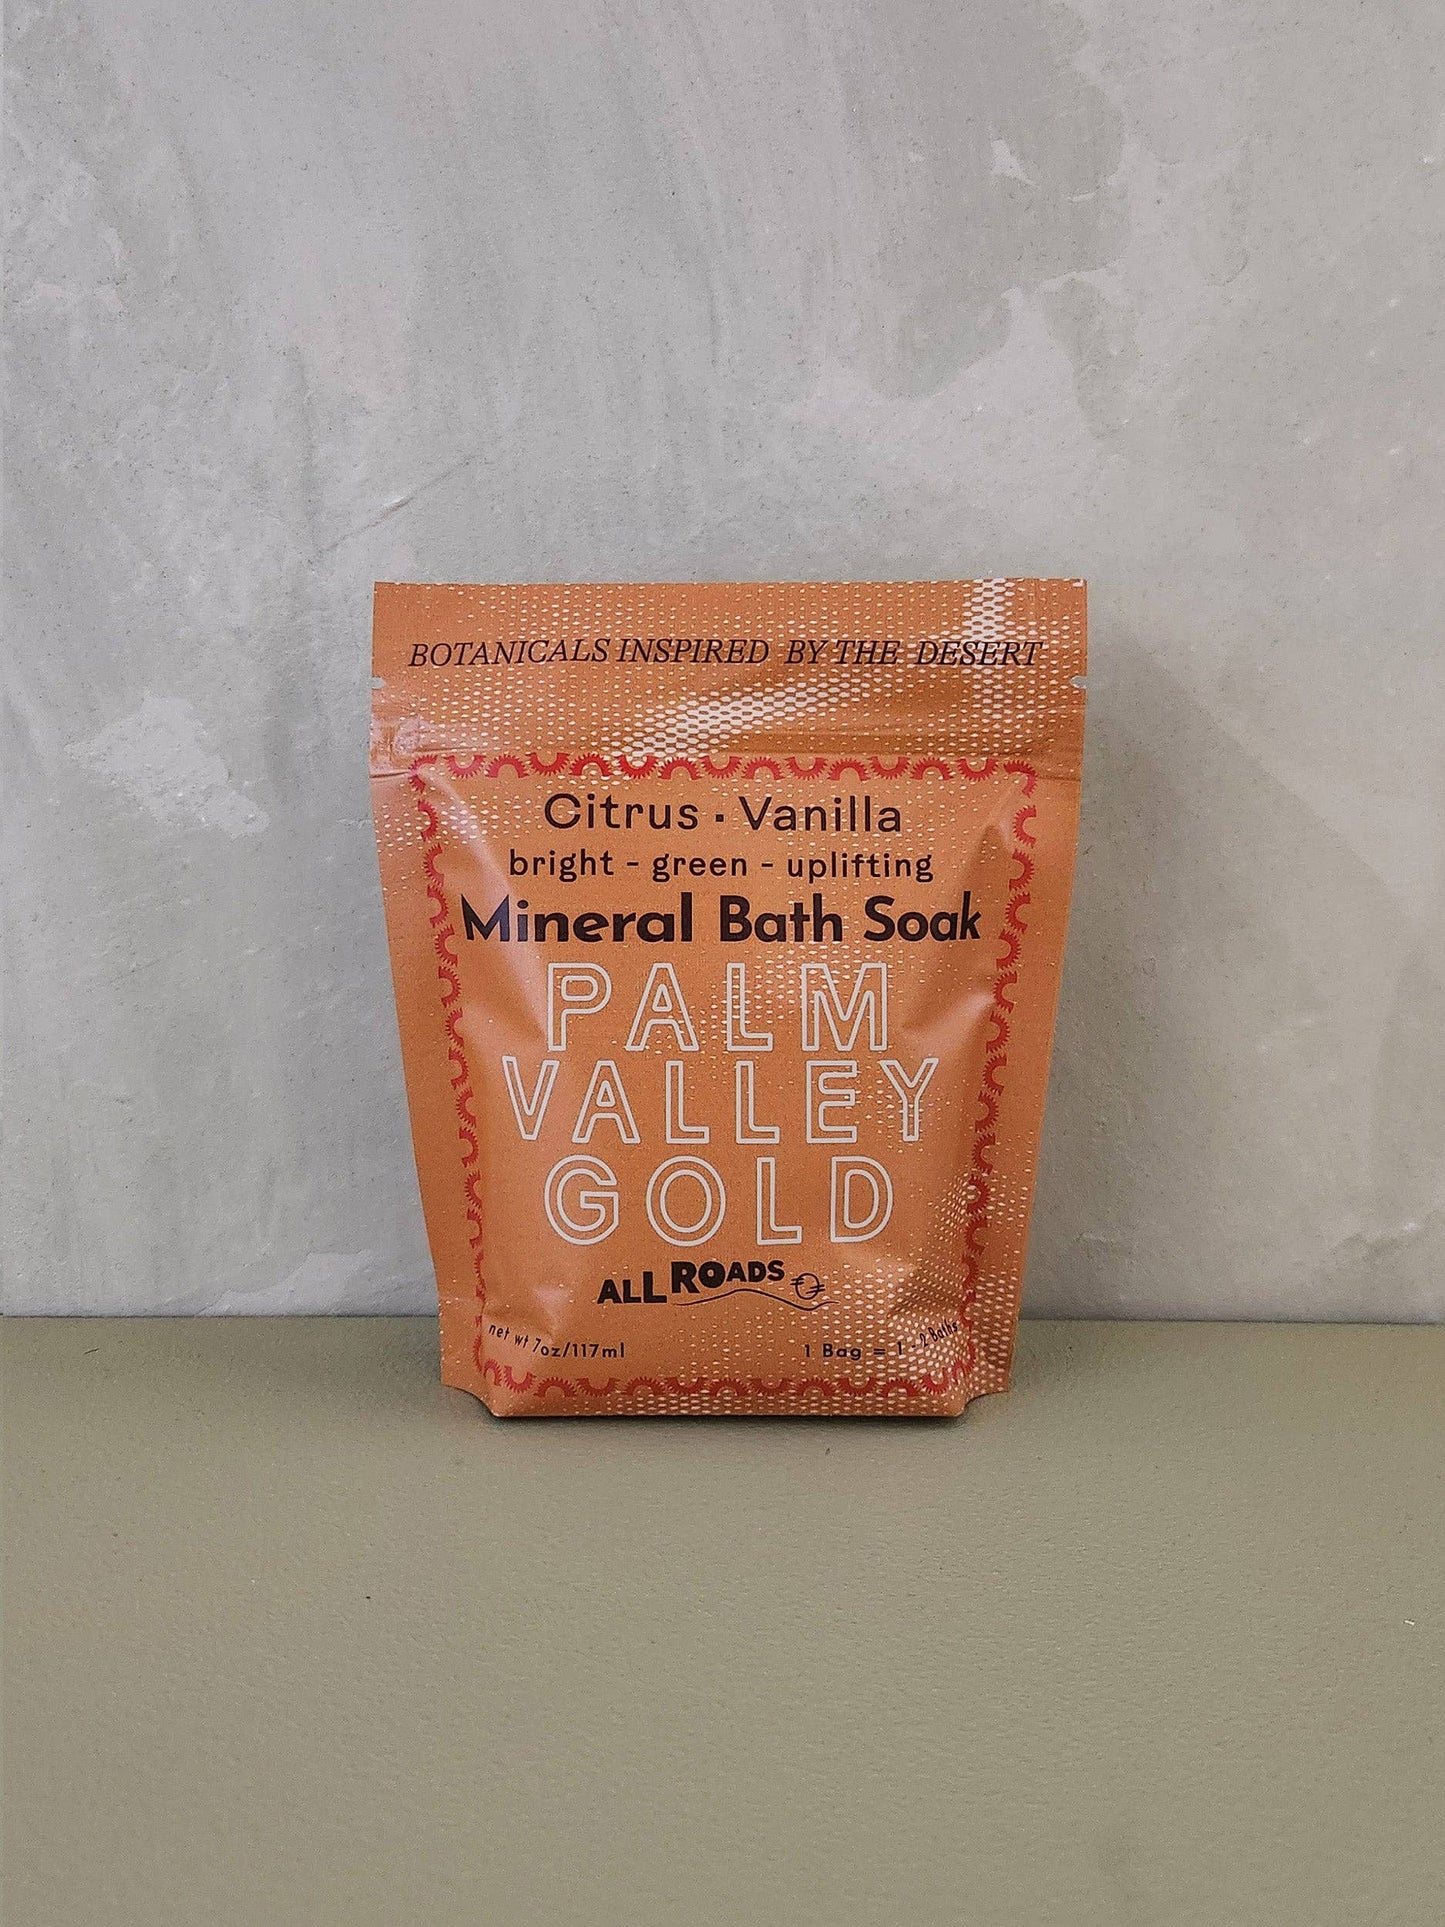 BOTANICALS INSPIRED BY THE DESERT
Citrus · Vanilla
bright - green - uplifting
Mineral Bath Soak
PALM
VALLEY
GOLD
ALL ROADS
net wt 7oz/117ml
1 Bag = 1 - 2 Baths